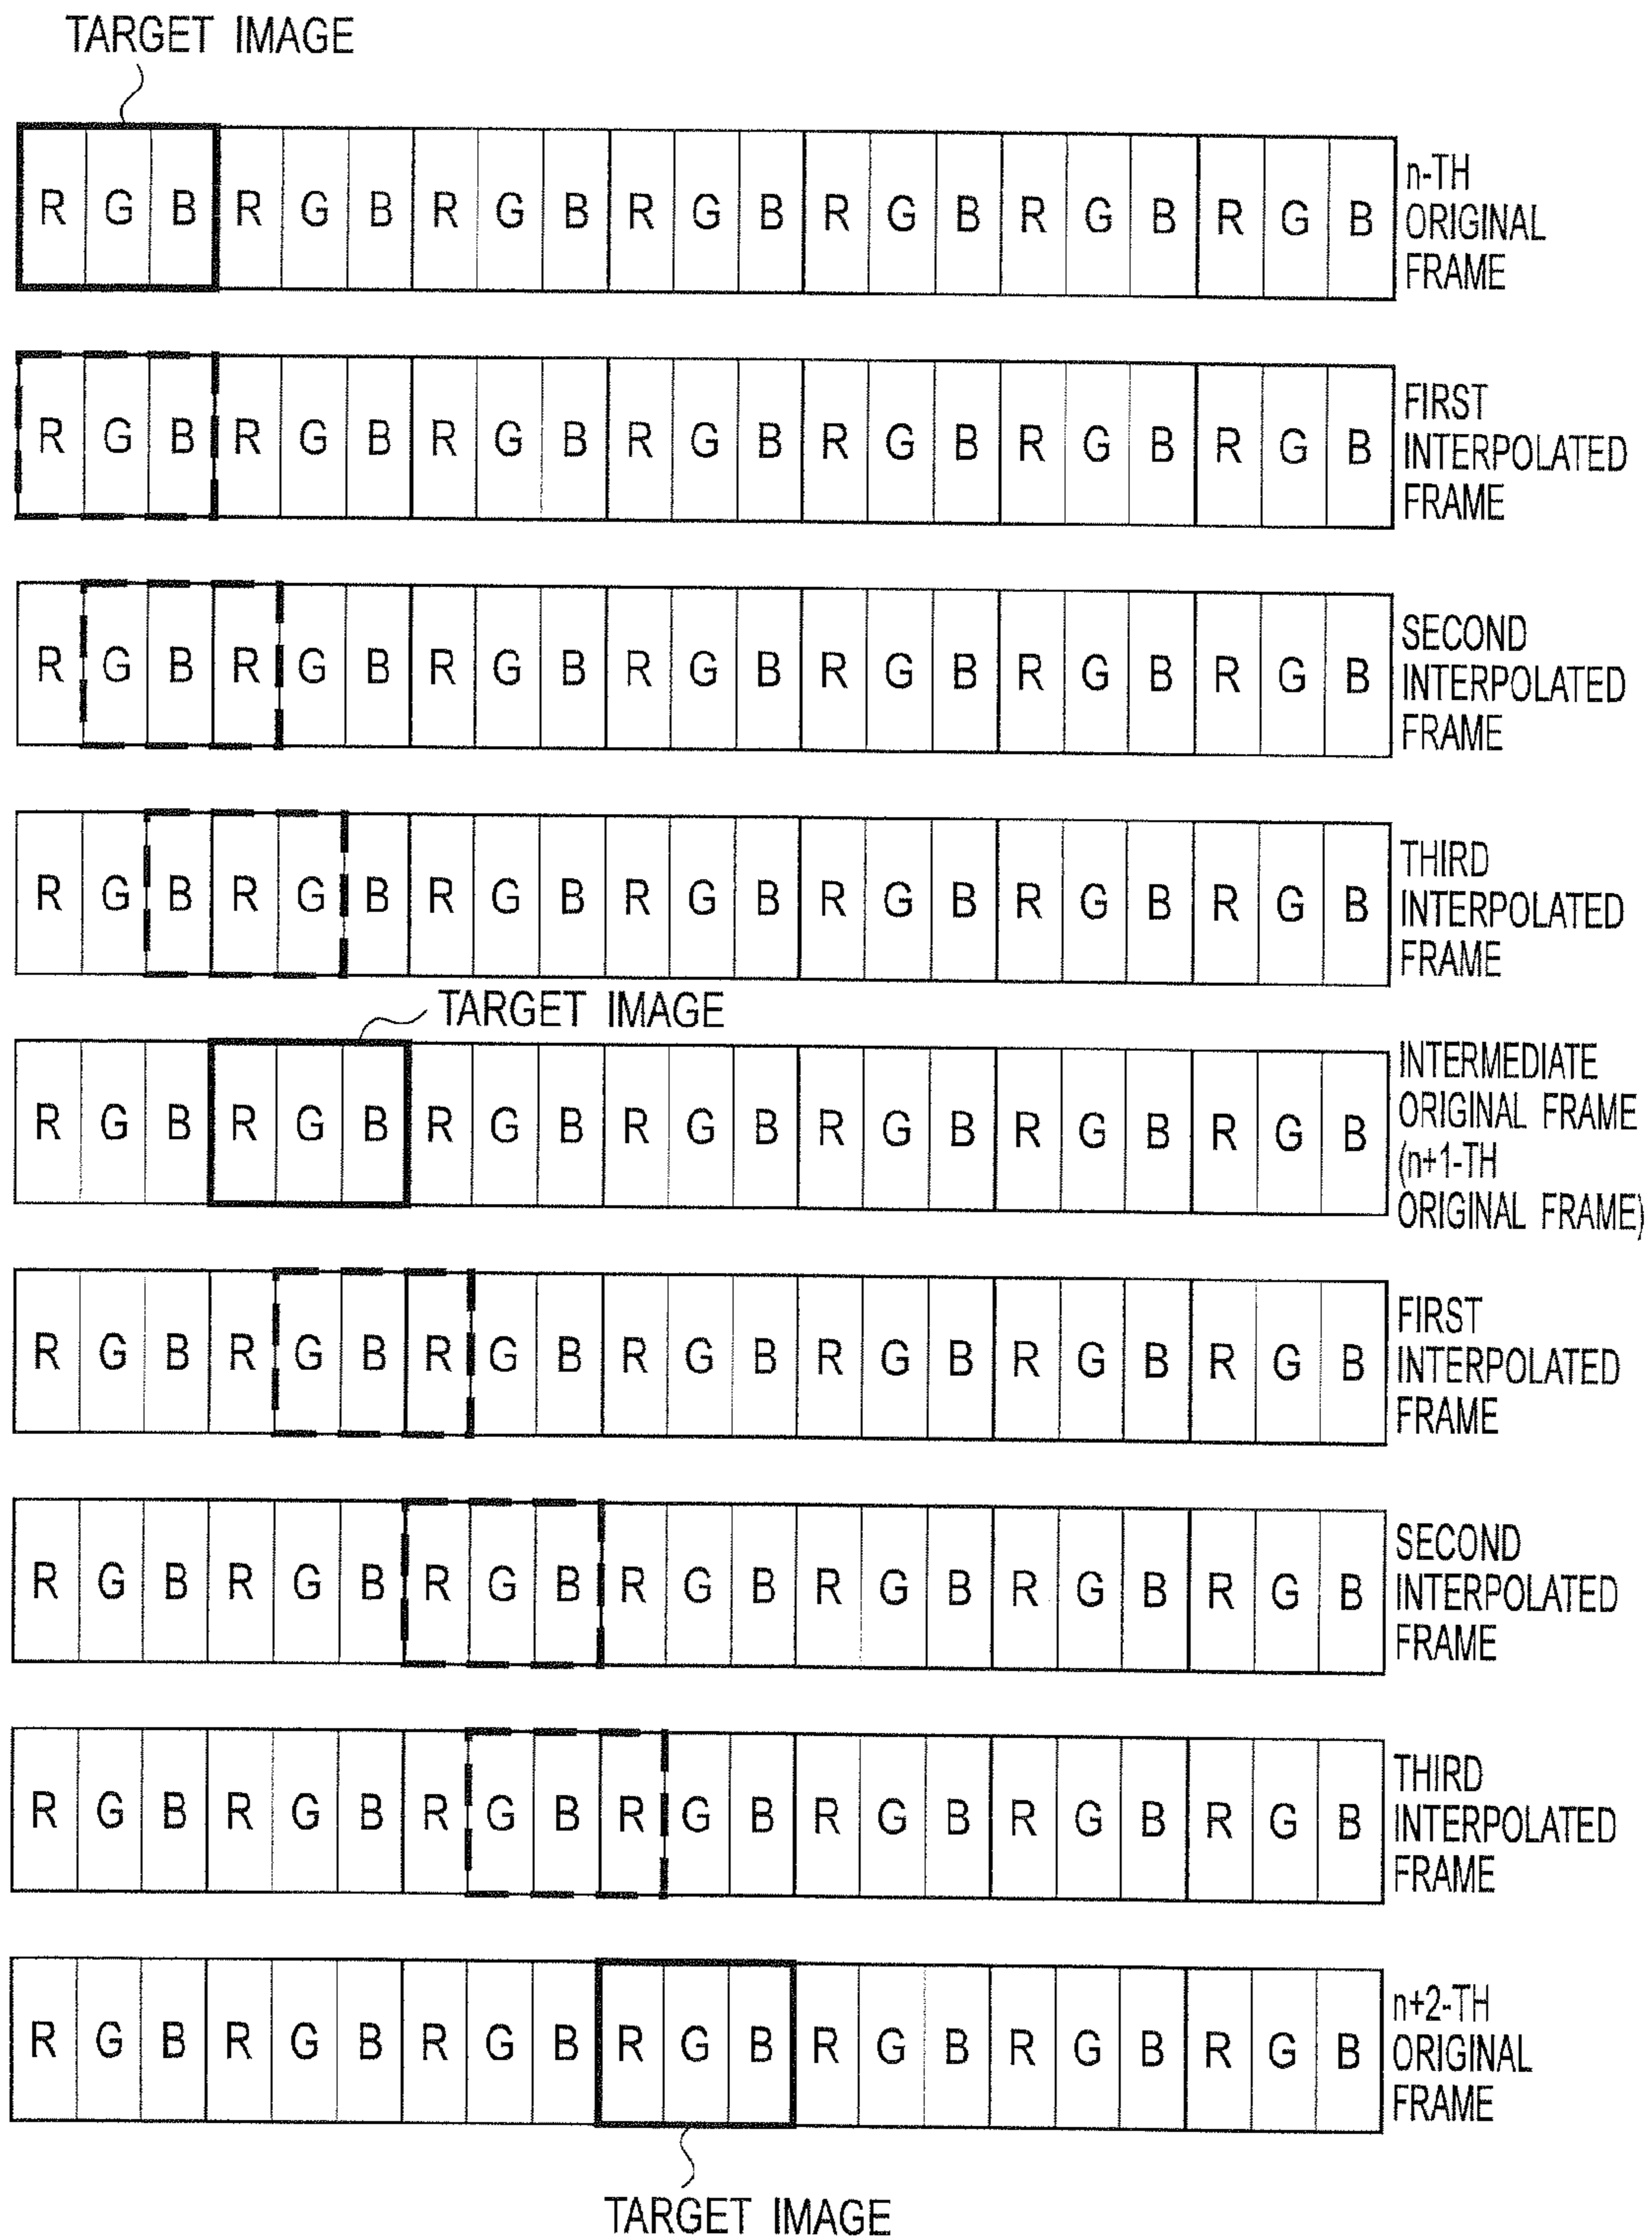 TARGET IMAGE
R G B R G B R G B R G B R G B R G B R G B
n-TH
ORIGINAL
FRAME
R G B R G B R G B R G B R G B R G B R G B
FIRST
INTERPOLATED
FRAME
R G B R G B R G B R G B R G B R G B R G B
SECOND
INTERPOLATED
FRAME
R G B R G B R G B R G B R G B R G B R G B
THIRD
INTERPOLATED
FRAME
TARGET IMAGE
R G B R G B R G B R G B R G B R G B R G B
INTERMEDIATE
ORIGINAL FRAME
(n+1-TH
ORIGINAL FRAME)
R G B R G B R G B R G B R G B R G B R G B
FIRST
INTERPOLATED
FRAME
R G B R G B R G B R G B R G B R G B R G B
SECOND
INTERPOLATED
FRAME
R G B R G B R G B R G B R G B R G B R G B
THIRD
INTERPOLATED
FRAME
R G B R G B R G B R G B R G B R G B R G B
n+2-TH
ORIGINAL
FRAME
TARGET IMAGE